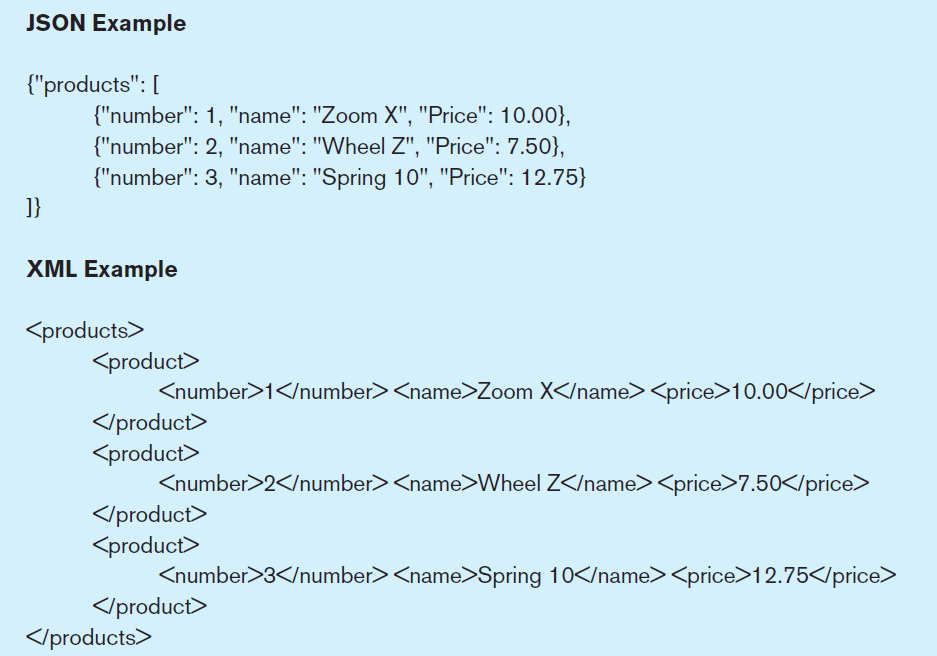 JSON Example
{"products": [
{"number": 1, "name": "Zoom X", "Price": 10.00},
{"number": 2, "name": "Wheel Z", "Price": 7.50},
{"number": 3, "name": "Spring 10", "Price": 12.75}
]}
XML Example
<products>
<product>
<number>1</number> <name>Zoom X</name> <price>10.00</price>
</product>
<product>
<number>2</number> <name>Wheel Z</name> <price>7.50</price>
</product>
<product>
<number>3</number> <name>Spring 10</name> <price>12.75</price>
</product>
</products>